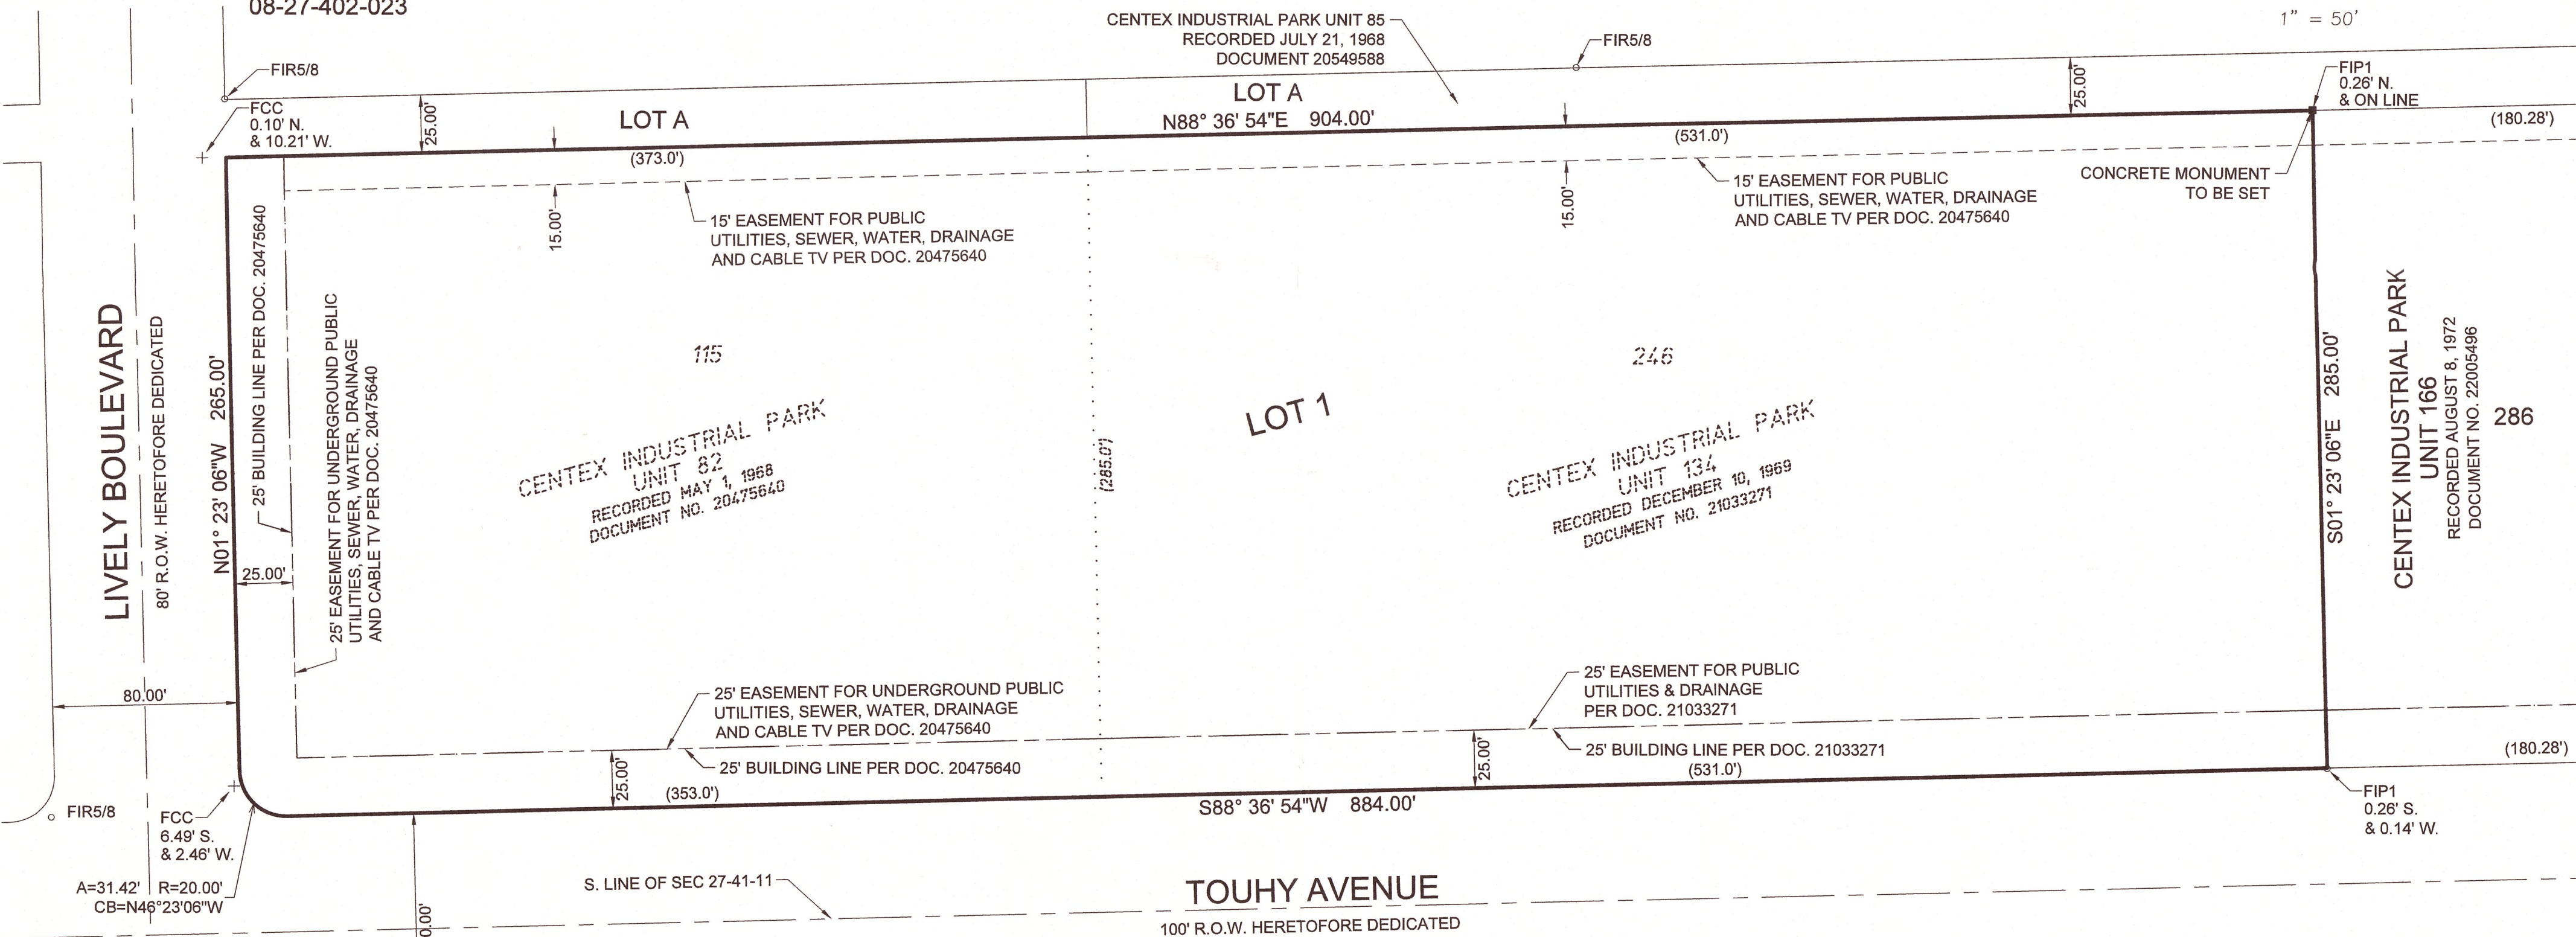 08-27-402-023
1" = 50'
CENTEX INDUSTRIAL PARK UNIT 85
RECORDED JULY 21, 1968
DOCUMENT 20549588
FIR5/8
FIR5/8
FIP1
0.26' N.
& ON LINE
FCC
0.10' N.
& 10.21' W.
25.00'
LOT A
LOT A
N88° 36' 54"E 904.00'
25.00'
(180.28')
(373.0')
(531.0')
CONCRETE MONUMENT
TO BE SET
15.00'
15' EASEMENT FOR PUBLIC
UTILITIES, SEWER, WATER, DRAINAGE
AND CABLE TV PER DOC. 20475640
15.00'
15' EASEMENT FOR PUBLIC
UTILITIES, SEWER, WATER, DRAINAGE
AND CABLE TV PER DOC. 20475640
LIVELY BOULEVARD
80' R.O.W. HERETOFORE DEDICATED
N01° 23' 06"W 265.00'
25' BUILDING LINE PER DOC. 20475640
25' EASEMENT FOR UNDERGROUND PUBLIC
UTILITIES, SEWER, WATER, DRAINAGE
AND CABLE TV PER DOC. 20475640
25.00'
115
CENTEX INDUSTRIAL PARK
UNIT 82
RECORDED MAY 1, 1968
DOCUMENT NO. 20475640
(285.0')
LOT 1
246
CENTEX INDUSTRIAL PARK
UNIT 134
RECORDED DECEMBER 10, 1969
DOCUMENT NO. 21033271
S01° 23' 06"E 285.00'
CENTEX INDUSTRIAL PARK
UNIT 166
RECORDED AUGUST 8, 1972
DOCUMENT NO. 22005496
286
80.00'
25' EASEMENT FOR UNDERGROUND PUBLIC
UTILITIES, SEWER, WATER, DRAINAGE
AND CABLE TV PER DOC. 20475640
25' BUILDING LINE PER DOC. 20475640
25.00'
(353.0')
25' EASEMENT FOR PUBLIC
UTILITIES & DRAINAGE
PER DOC. 21033271
25' BUILDING LINE PER DOC. 21033271
25.00'
(531.0')
(180.28')
S88° 36' 54"W 884.00'
FIP1
0.26' S.
& 0.14' W.
FIR5/8
FCC
6.49' S.
& 2.46' W.
A=31.42' R=20.00'
CB=N46°23'06"W
S. LINE OF SEC 27-41-11
0.00'
TOUHY AVENUE
100' R.O.W. HERETOFORE DEDICATED